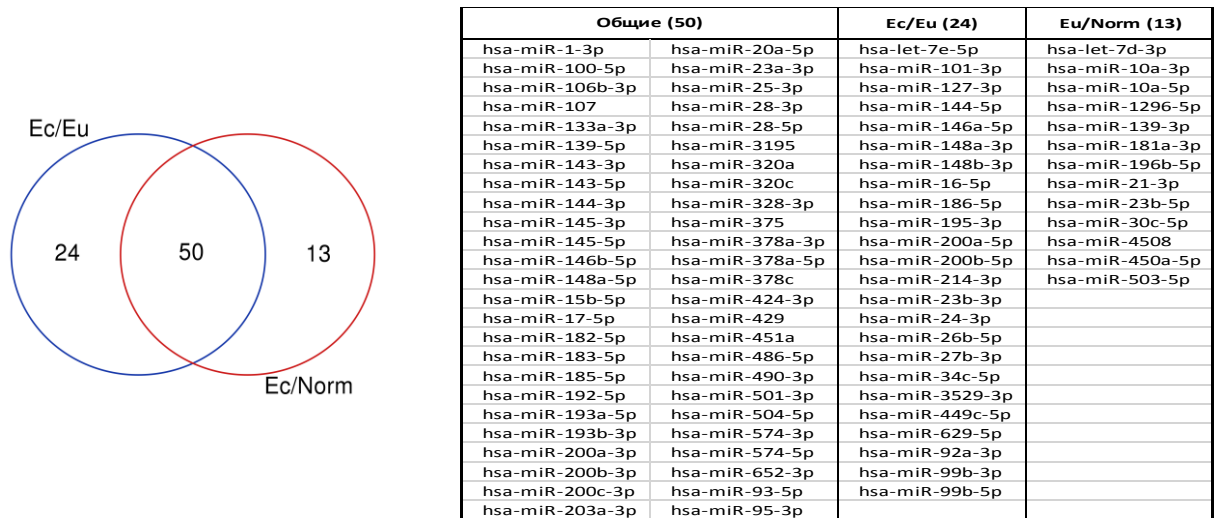 Ec/Eu
24
50
13
Ec/Norm
Общие (50) Ec/Eu (24) Eu/Norm (13)
hsa-miR-1-3p hsa-miR-20a-5p hsa-let-7e-5p hsa-let-7d-3p
hsa-miR-100-5p hsa-miR-23a-3p hsa-miR-101-3p hsa-miR-10a-3p
hsa-miR-106b-3p hsa-miR-25-3p hsa-miR-127-3p hsa-miR-10a-5p
hsa-miR-107 hsa-miR-28-3p hsa-miR-144-5p hsa-miR-1296-5p
hsa-miR-133a-3p hsa-miR-28-5p hsa-miR-146a-5p hsa-miR-139-3p
hsa-miR-139-5p hsa-miR-3195 hsa-miR-148a-3p hsa-miR-181a-3p
hsa-miR-143-3p hsa-miR-320a hsa-miR-148b-3p hsa-miR-196b-5p
hsa-miR-143-5p hsa-miR-320c hsa-miR-16-5p hsa-miR-21-3p
hsa-miR-144-3p hsa-miR-328-3p hsa-miR-186-5p hsa-miR-23b-5p
hsa-miR-145-3p hsa-miR-375 hsa-miR-195-3p hsa-miR-30c-5p
hsa-miR-145-5p hsa-miR-378a-3p hsa-miR-200a-5p hsa-miR-4508
hsa-miR-146b-5p hsa-miR-378a-5p hsa-miR-200b-5p hsa-miR-450a-5p
hsa-miR-148a-5p hsa-miR-378c hsa-miR-214-3p hsa-miR-503-5p
hsa-miR-15b-5p hsa-miR-424-3p hsa-miR-23b-3p
hsa-miR-17-5p hsa-miR-429 hsa-miR-24-3p
hsa-miR-182-5p hsa-miR-451a hsa-miR-26b-5p
hsa-miR-183-5p hsa-miR-486-5p hsa-miR-27b-3p
hsa-miR-185-5p hsa-miR-490-3p hsa-miR-34c-5p
hsa-miR-192-5p hsa-miR-501-3p hsa-miR-3529-3p
hsa-miR-193a-5p hsa-miR-504-5p hsa-miR-449c-5p
hsa-miR-193b-3p hsa-miR-574-3p hsa-miR-629-5p
hsa-miR-200a-3p hsa-miR-574-5p hsa-miR-92a-3p
hsa-miR-200b-3p hsa-miR-652-3p hsa-miR-99b-3p
hsa-miR-200c-3p hsa-miR-93-5p hsa-miR-99b-5p
hsa-miR-203a-3p hsa-miR-95-3p